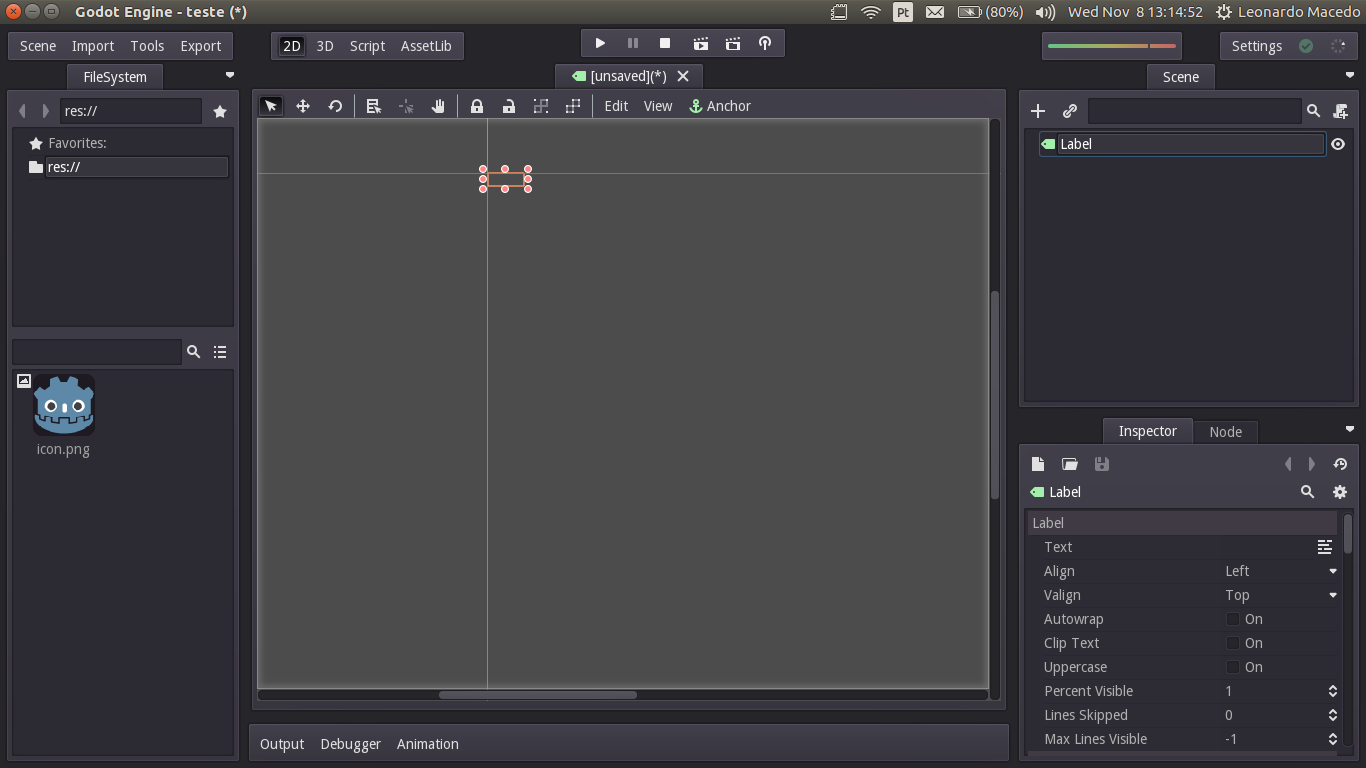 Godot Engine - teste (*)
Pt
(80%)
Wed Nov 8 13:14:52
Leonardo Macedo
Scene Import Tools Export
2D 3D Script AssetLib
Settings
FileSystem
[unsaved](*)
Scene
res://
Edit View Anchor
Favorites:
res://
Label
icon.png
Inspector Node
Label
Label
Text
Align Left
Valign Top
Autowrap On
Clip Text On
Uppercase On
Percent Visible 1
Lines Skipped 0
Max Lines Visible -1
Output Debugger Animation